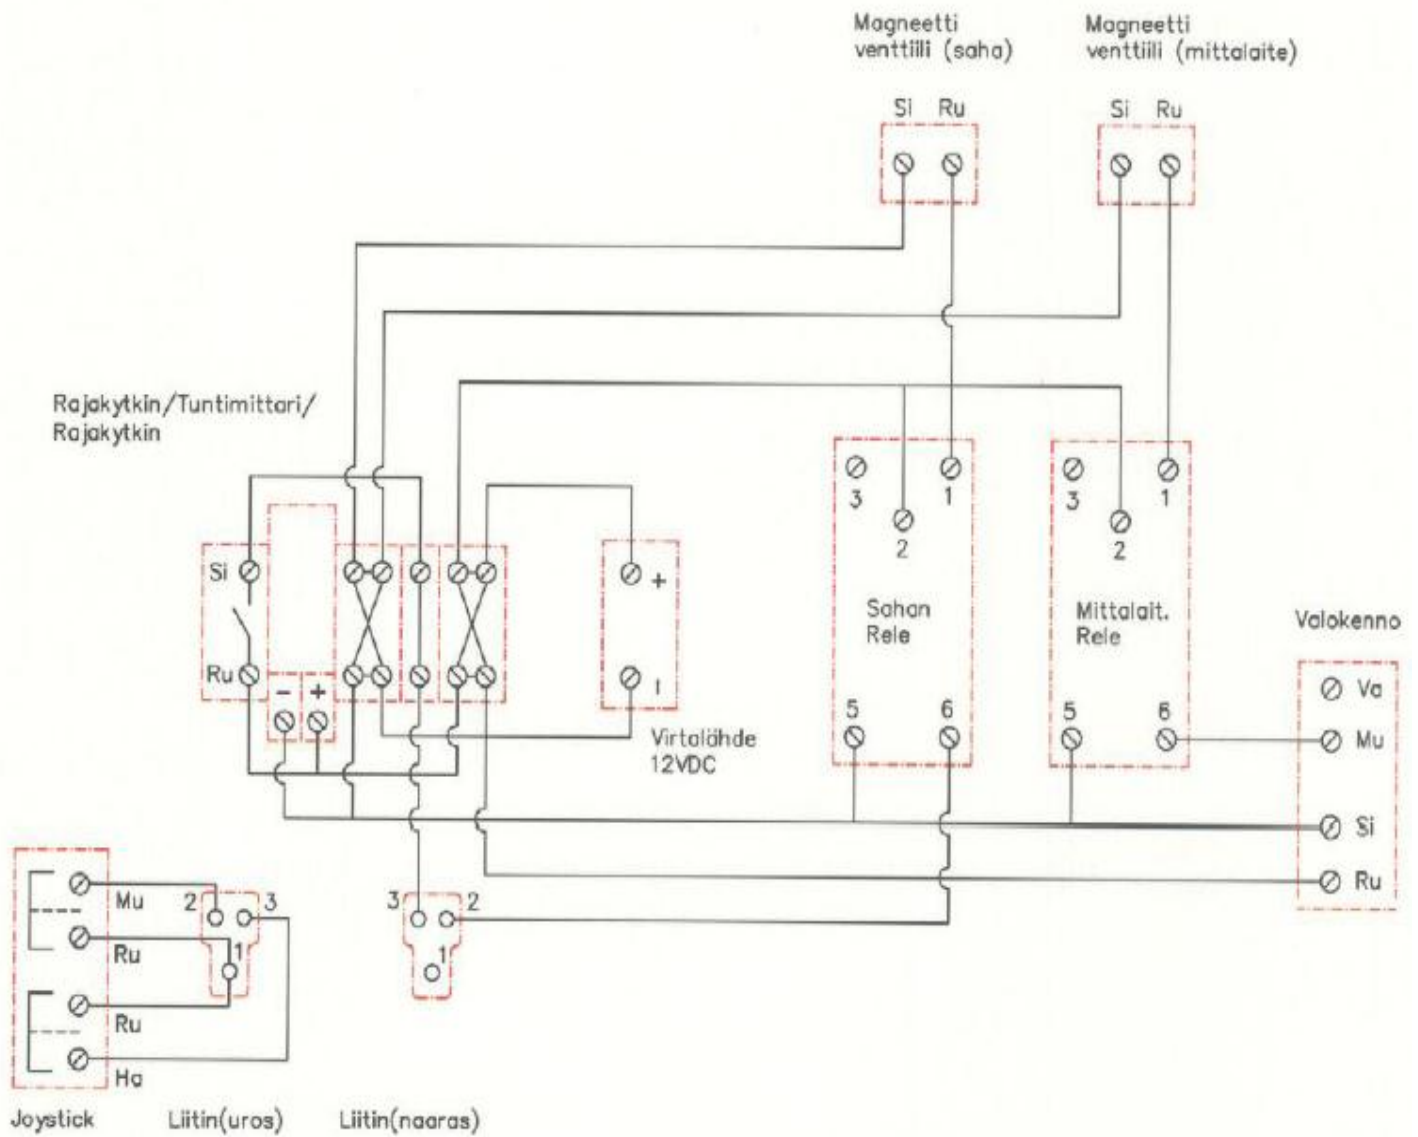 Magneetti
venttiili (saha)
Magneetti
venttiili (mittalaite)
Si Ru
Si Ru
Rajakytkin/Tuntimittari/
Rajakytkin
3
1
2
3
1
2
Si
+
Sahan
Rele
Mittalait.
Rele
Valokenno
Ru
- +
Va
5
6
5
6
Mu
Virtalähde
12VDC
Si
Ru
Mu
2
3
1
Ru
3
2
1
Ru
Ha
Joystick
Liitin(uros)
Liitin(naaras)